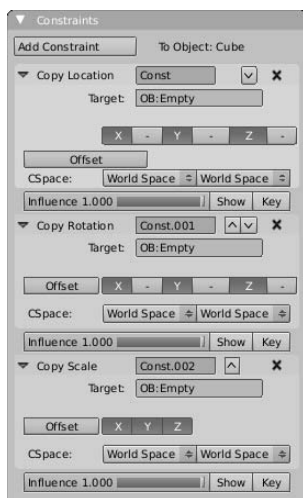 Constraints
Add Constraint To Object: Cube
Copy Location Const
Target: OB:Empty
X - Y - Z -
Offset
CSpace: World Space World Space
Influence 1.000 Show Key
Copy Rotation Const.001
Target: OB:Empty
Offset X - Y - Z -
CSpace: World Space World Space
Influence 1.000 Show Key
Copy Scale Const.002
Target: OB:Empty
Offset X Y Z
CSpace: World Space World Space
Influence 1.000 Show Key